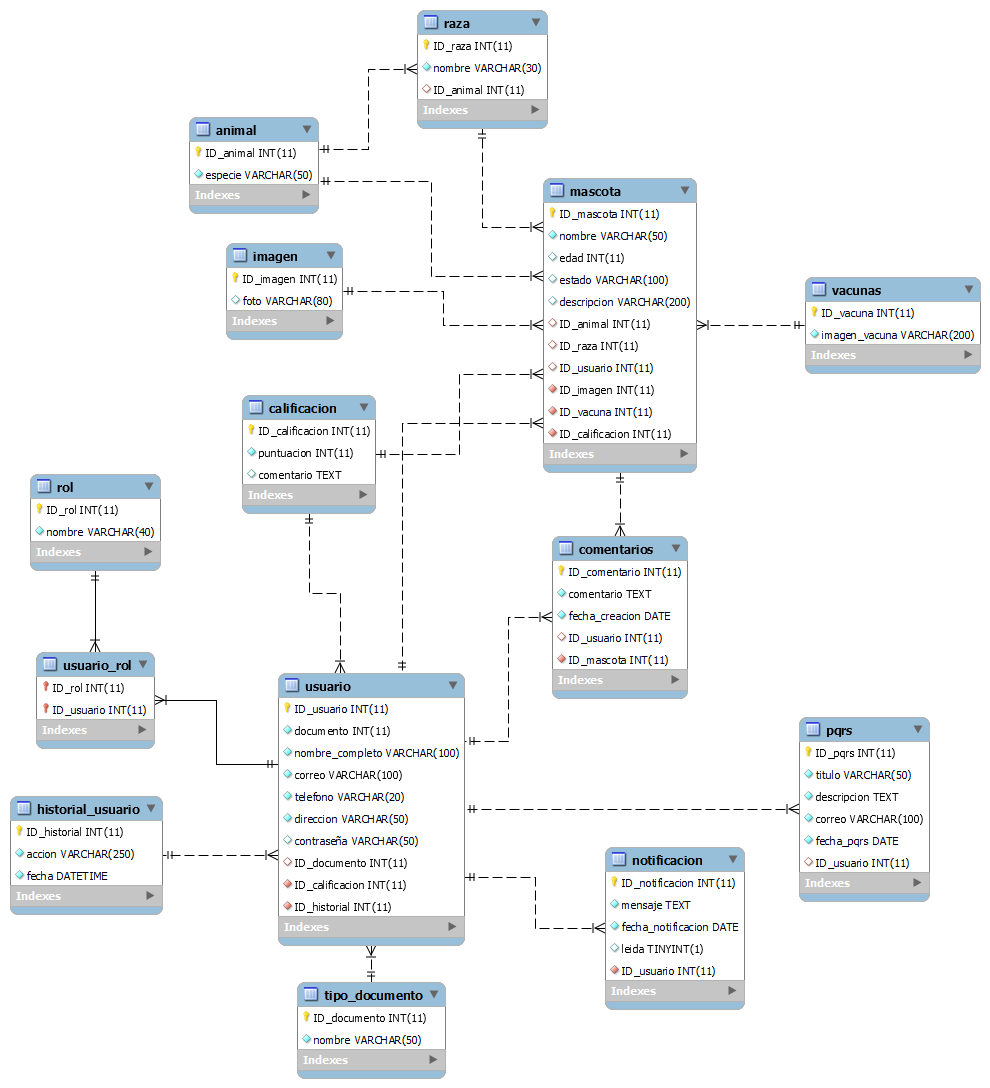 raza
ID_raza INT(11)
nombre VARCHAR(30)
ID_animal INT(11)
Indexes
animal
ID_animal INT(11)
especie VARCHAR(50)
Indexes
mascota
ID_mascota INT(11)
nombre VARCHAR(50)
edad INT(11)
estado VARCHAR(100)
descripcion VARCHAR(200)
ID_animal INT(11)
ID_raza INT(11)
ID_usuario INT(11)
ID_imagen INT(11)
ID_vacuna INT(11)
ID_calificacion INT(11)
Indexes
imagen
ID_imagen INT(11)
foto VARCHAR(80)
Indexes
vacunas
ID_vacuna INT(11)
imagen_vacuna VARCHAR(200)
Indexes
calificacion
ID_calificacion INT(11)
puntuacion INT(11)
comentario TEXT
Indexes
rol
ID_rol INT(11)
nombre VARCHAR(40)
Indexes
comentarios
ID_comentario INT(11)
comentario TEXT
fecha_creacion DATE
ID_usuario INT(11)
ID_mascota INT(11)
Indexes
usuario_rol
ID_rol INT(11)
ID_usuario INT(11)
Indexes
usuario
ID_usuario INT(11)
documento INT(11)
nombre_completo VARCHAR(100)
correo VARCHAR(100)
telefono VARCHAR(20)
direccion VARCHAR(50)
contraseña VARCHAR(50)
ID_documento INT(11)
ID_calificacion INT(11)
ID_historial INT(11)
Indexes
pqrs
ID_pqrs INT(11)
titulo VARCHAR(50)
descripcion TEXT
correo VARCHAR(100)
fecha_pqrs DATE
ID_usuario INT(11)
Indexes
historial_usuario
ID_historial INT(11)
accion VARCHAR(250)
fecha DATETIME
Indexes
notificacion
ID_notificacion INT(11)
mensaje TEXT
fecha_notificacion DATE
leida TINYINT(1)
ID_usuario INT(11)
Indexes
tipo_documento
ID_documento INT(11)
nombre VARCHAR(50)
Indexes